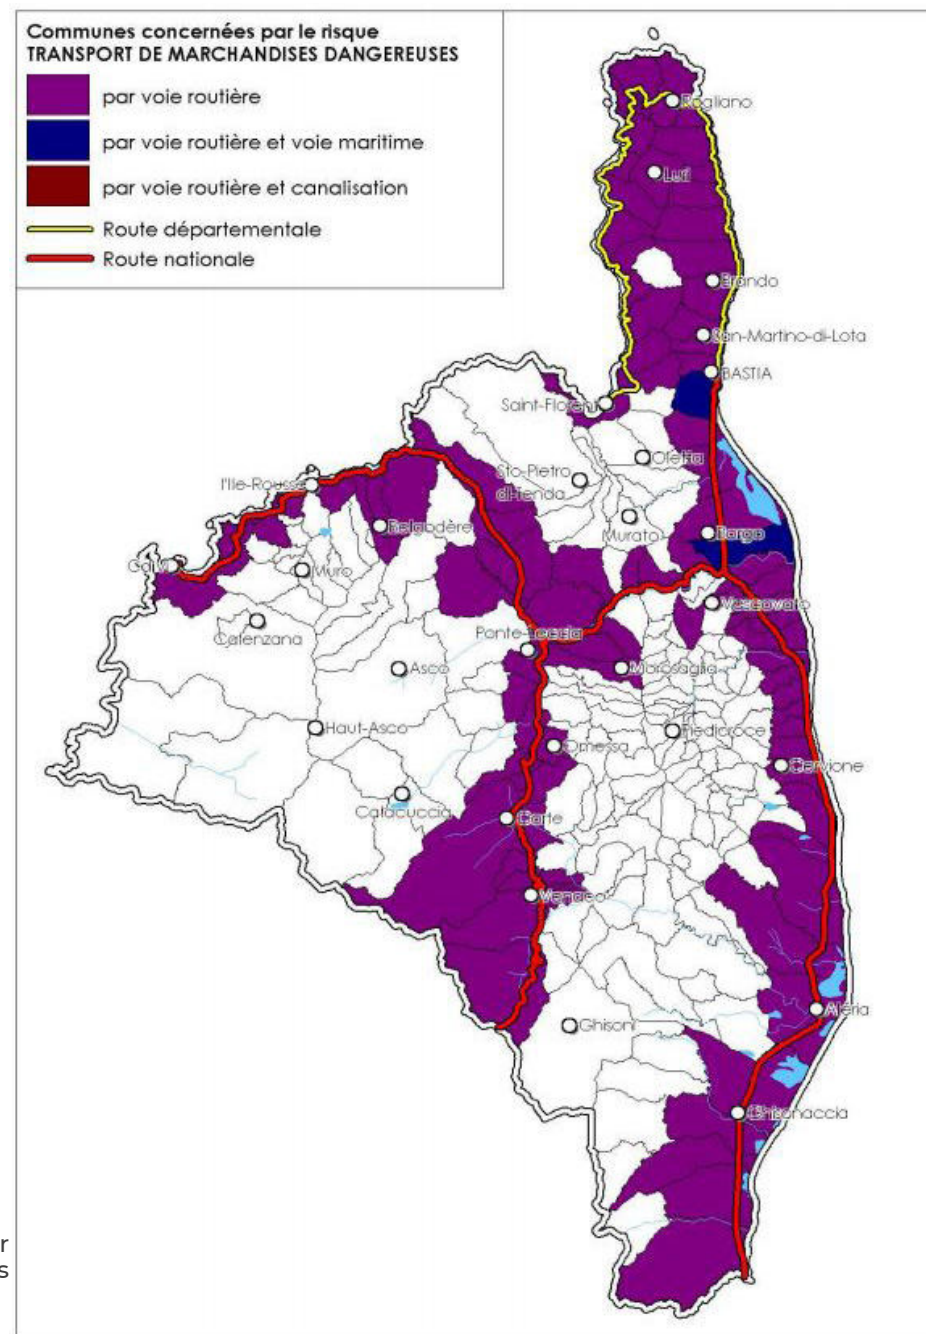 Communes concernées par le risque
TRANSPORT DE MARCHANDISES DANGEREUSES
par voie routière
par voie routière et voie maritime
par voie routière et canalisation
Route départementale
Route nationale
Rogliano
Luri
Brando
San-Martino-di-Lota
BASTIA
Saint-Florent
Oletta
Sto-Pietro
di-Tenda
l'Ile-Rousse
Belgodère
Murato
Borgo
Calvi
Muro
Vescovato
Calenzana
Ponte-Leccia
Asco
Morosaglia
Haut-Asco
Piedicroce
Omessa
Cervione
Calacuccia
Corte
Venaco
Aléria
Ghisoni
Ghisonaccia
r
s